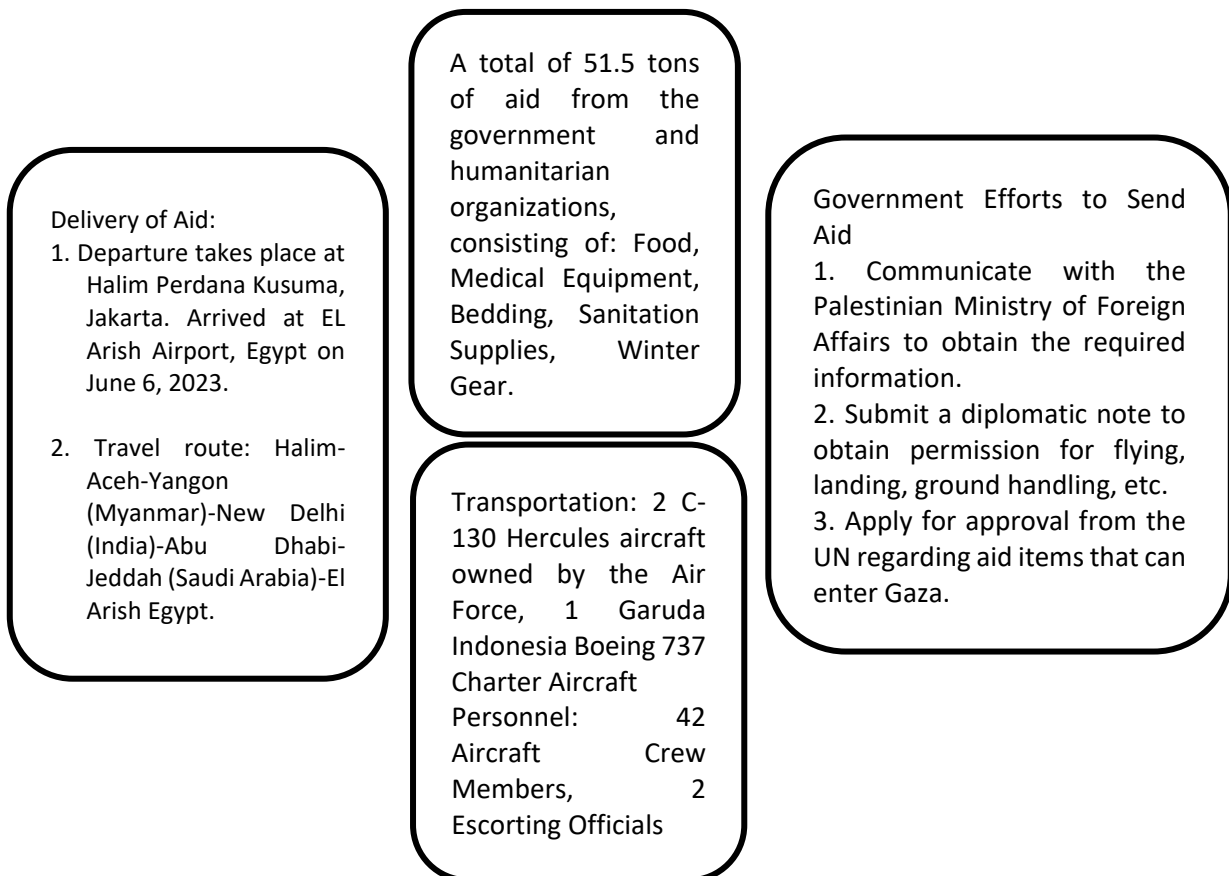 Delivery of Aid:
1. Departure takes place at
Halim Perdana Kusuma,
Jakarta. Arrived at EL
Arish Airport, Egypt on
June 6, 2023.
2. Travel route: Halim-
Aceh-Yangon
(Myanmar)-New Delhi
(India)-Abu Dhabi-
Jeddah (Saudi Arabia)-El
Arish Egypt.
A total of 51.5 tons
of aid from the
government and
humanitarian
organizations,
consisting of: Food,
Medical Equipment,
Bedding, Sanitation
Supplies, Winter
Gear.
Transportation: 2 C-
130 Hercules aircraft
owned by the Air
Force, 1 Garuda
Indonesia Boeing 737
Charter Aircraft
Personnel: 42
Aircraft Crew
Members, 2
Escorting Officials
Government Efforts to Send
Aid
1. Communicate with the
Palestinian Ministry of Foreign
Affairs to obtain the required
information.
2. Submit a diplomatic note to
obtain permission for flying,
landing, ground handling, etc.
3. Apply for approval from the
UN regarding aid items that can
enter Gaza.